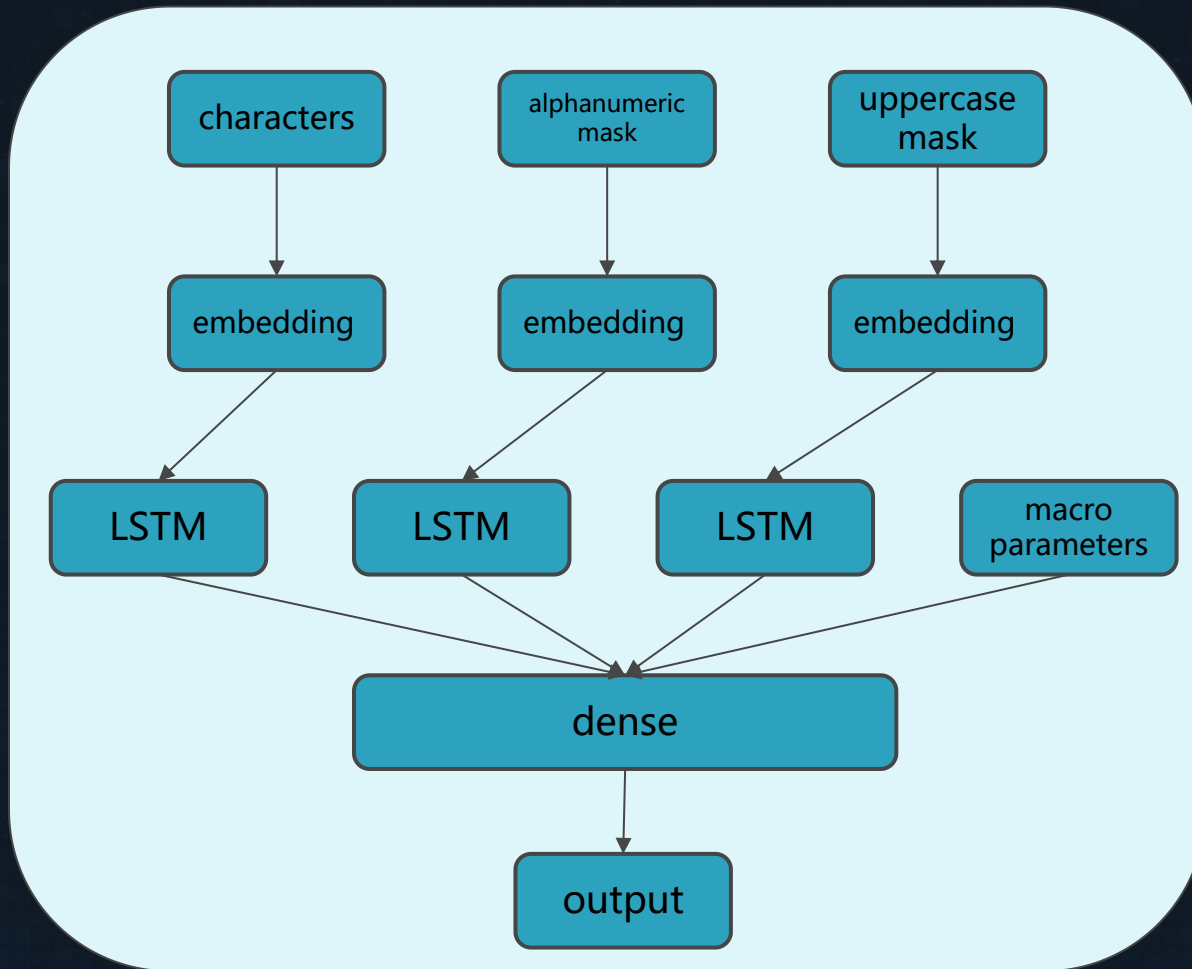 characters
alphanumeric
mask
uppercase
mask
embedding
embedding
embedding
LSTM
LSTM
LSTM
macro
parameters
dense
output